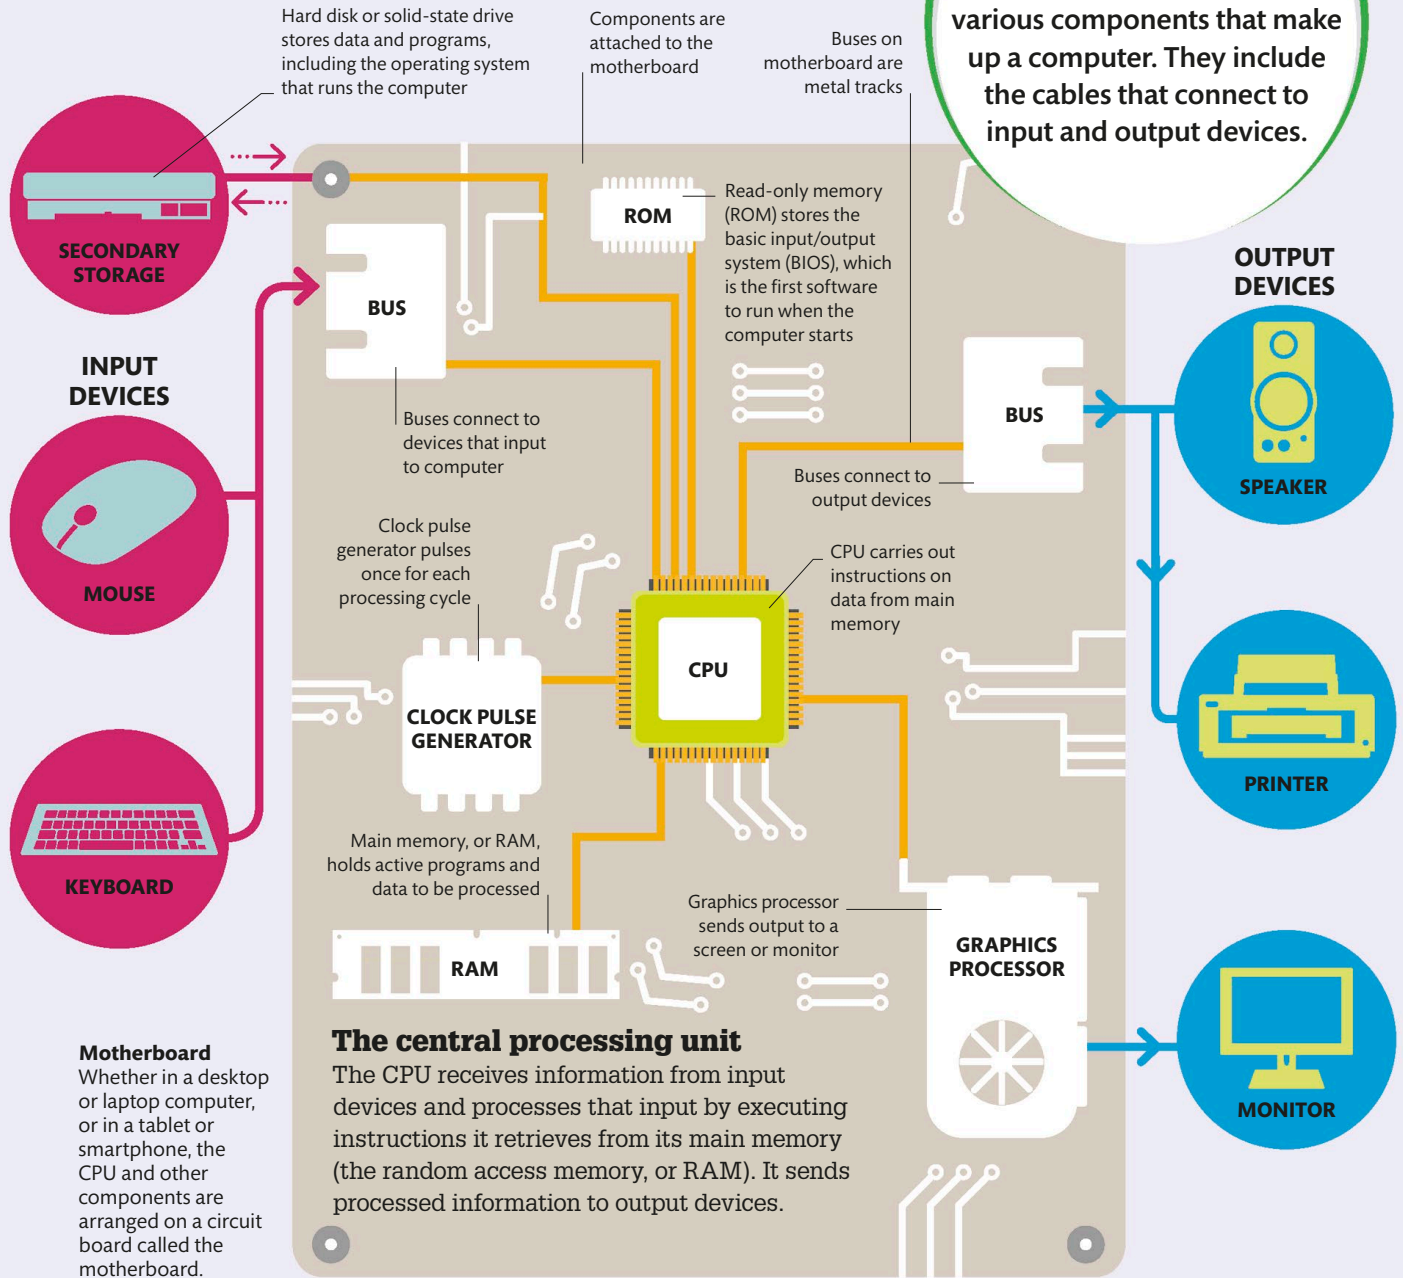 Hard disk or solid-state drive
stores data and programs,
including the operating system
that runs the computer
Components are
attached to the
motherboard
Buses on
motherboard are
metal tracks
various components that make
up a computer. They include
the cables that connect to
input and output devices.
SECONDARY
STORAGE
ROM
Read-only memory
(ROM) stores the
basic input/output
system (BIOS), which
is the first software
to run when the
computer starts
OUTPUT
DEVICES
BUS
INPUT
DEVICES
Buses connect to
devices that input
to computer
BUS
Buses connect to
output devices
SPEAKER
MOUSE
Clock pulse
generator pulses
once for each
processing cycle
CPU carries out
instructions on
data from main
memory
CPU
CLOCK PULSE
GENERATOR
PRINTER
KEYBOARD
Main memory, or RAM,
holds active programs and
data to be processed
Graphics processor
sends output to a
screen or monitor
RAM
GRAPHICS
PROCESSOR
MONITOR
Motherboard
Whether in a desktop
or laptop computer,
or in a tablet or
smartphone, the
CPU and other
components are
arranged on a circuit
board called the
motherboard.
The central processing unit
The CPU receives information from input
devices and processes that input by executing
instructions it retrieves from its main memory
(the random access memory, or RAM). It sends
processed information to output devices.